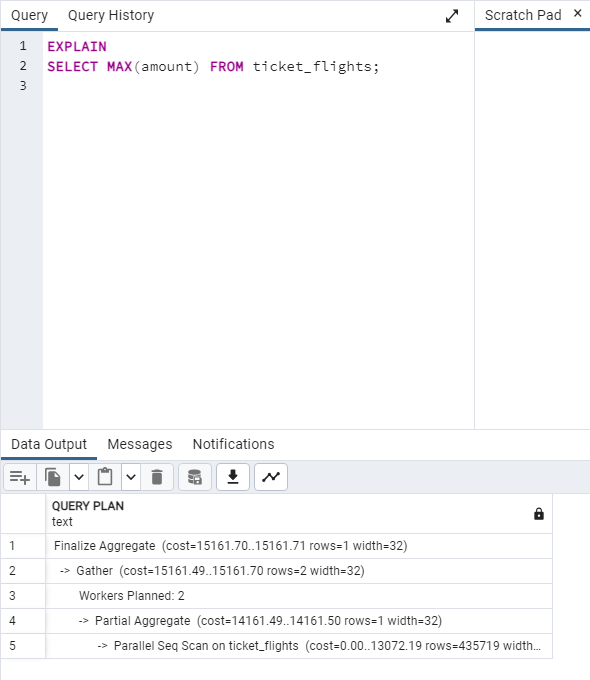 Query Query History Scratch Pad ×
1 EXPLAIN
2 SELECT MAX(amount) FROM ticket_flights;
3
Data Output Messages Notifications
QUERY PLAN
text
1 Finalize Aggregate (cost=15161.70..15161.71 rows=1 width=32)
2 -> Gather (cost=15161.49..15161.70 rows=2 width=32)
3 Workers Planned: 2
4 -> Partial Aggregate (cost=14161.49..14161.50 rows=1 width=32)
5 -> Parallel Seq Scan on ticket_flights (cost=0.00..13072.19 rows=435719 width...